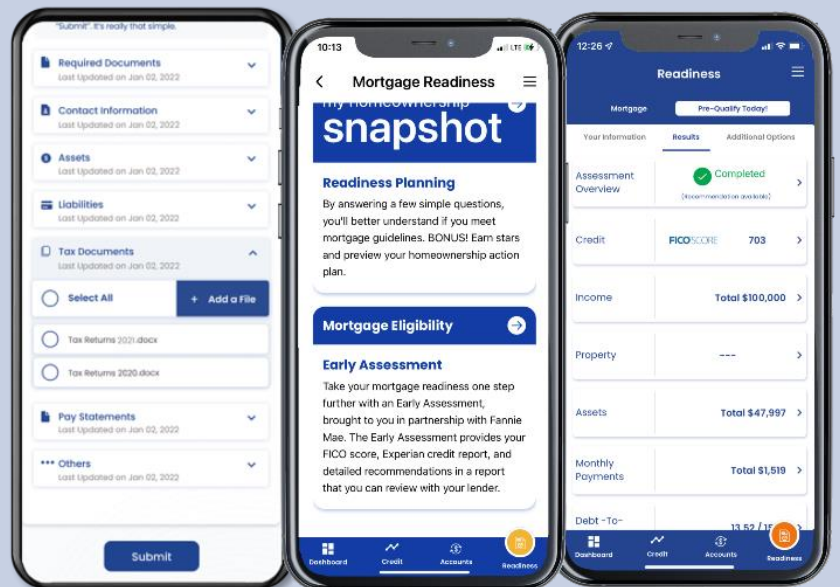 "Submit". It's really that simple.
Required Documents
Last Updated on Jan 02, 2022
Contact Information
Last Updated on Jan 02, 2022
Assets
Last Updated on Jan 02, 2022
Liabilities
Last Updated on Jan 02, 2022
Tax Documents
Last Updated on Jan 02, 2022
Select All
+ Add a File
Tax Returns 2021.docx
Tax Returns 2020.docx
Pay Statements
Last Updated on Jan 02, 2022
Others
Last Updated on Jan 02, 2022
Submit
10:13
LTE
Mortgage Readiness
my homeownership
snapshot
Readiness Planning
By answering a few simple questions,
you'll better understand if you meet
mortgage guidelines. BONUS! Earn stars
and preview your homeownership action
plan.
Mortgage Eligibility
Early Assessment
Take your mortgage readiness one step
further with an Early Assessment,
brought to you in partnership with Fannie
Mae. The Early Assessment provides your
FICO score, Experian credit report, and
detailed recommendations in a report
that you can review with your lender.
Dashboard Credit Accounts Readiness
12:26
Readiness
Mortgage Pre-Qualify Today!
Your Information Results Additional Options
Assessment
Overview
Completed
(Recommendation available)
Credit FICO SCORE 703
Income Total $100,000
Property ---
Assets Total $47,997
Monthly
Payments
Total $1,519
Debt -To-
13.52 /
Dashboard Credit Accounts Readiness